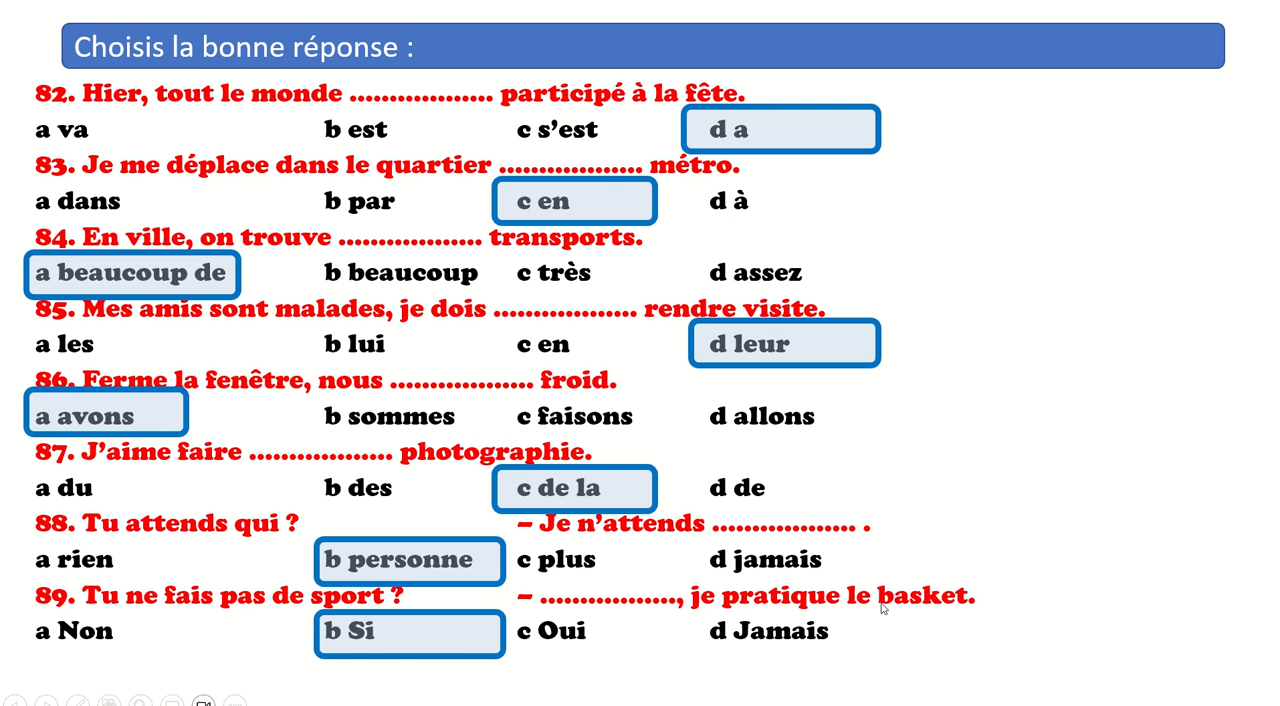 Choisis la bonne réponse :
82. Hier, tout le monde .................. participé à la fête.
a va b est c s’est d a
83. Je me déplace dans le quartier .................. métro.
a dans b par c en d à
84. En ville, on trouve .................. transports.
a beaucoup de b beaucoup c très d assez
85. Mes amis sont malades, je dois .................. rendre visite.
a les b lui c en d leur
86. Ferme la fenêtre, nous .................. froid.
a avons b sommes c faisons d allons
87. J’aime faire .................. photographie.
a du b des c de la d de
88. Tu attends qui ? – Je n’attends .................. .
a rien b personne c plus d jamais
89. Tu ne fais pas de sport ? – .................., je pratique le basket.
a Non b Si c Oui d Jamais